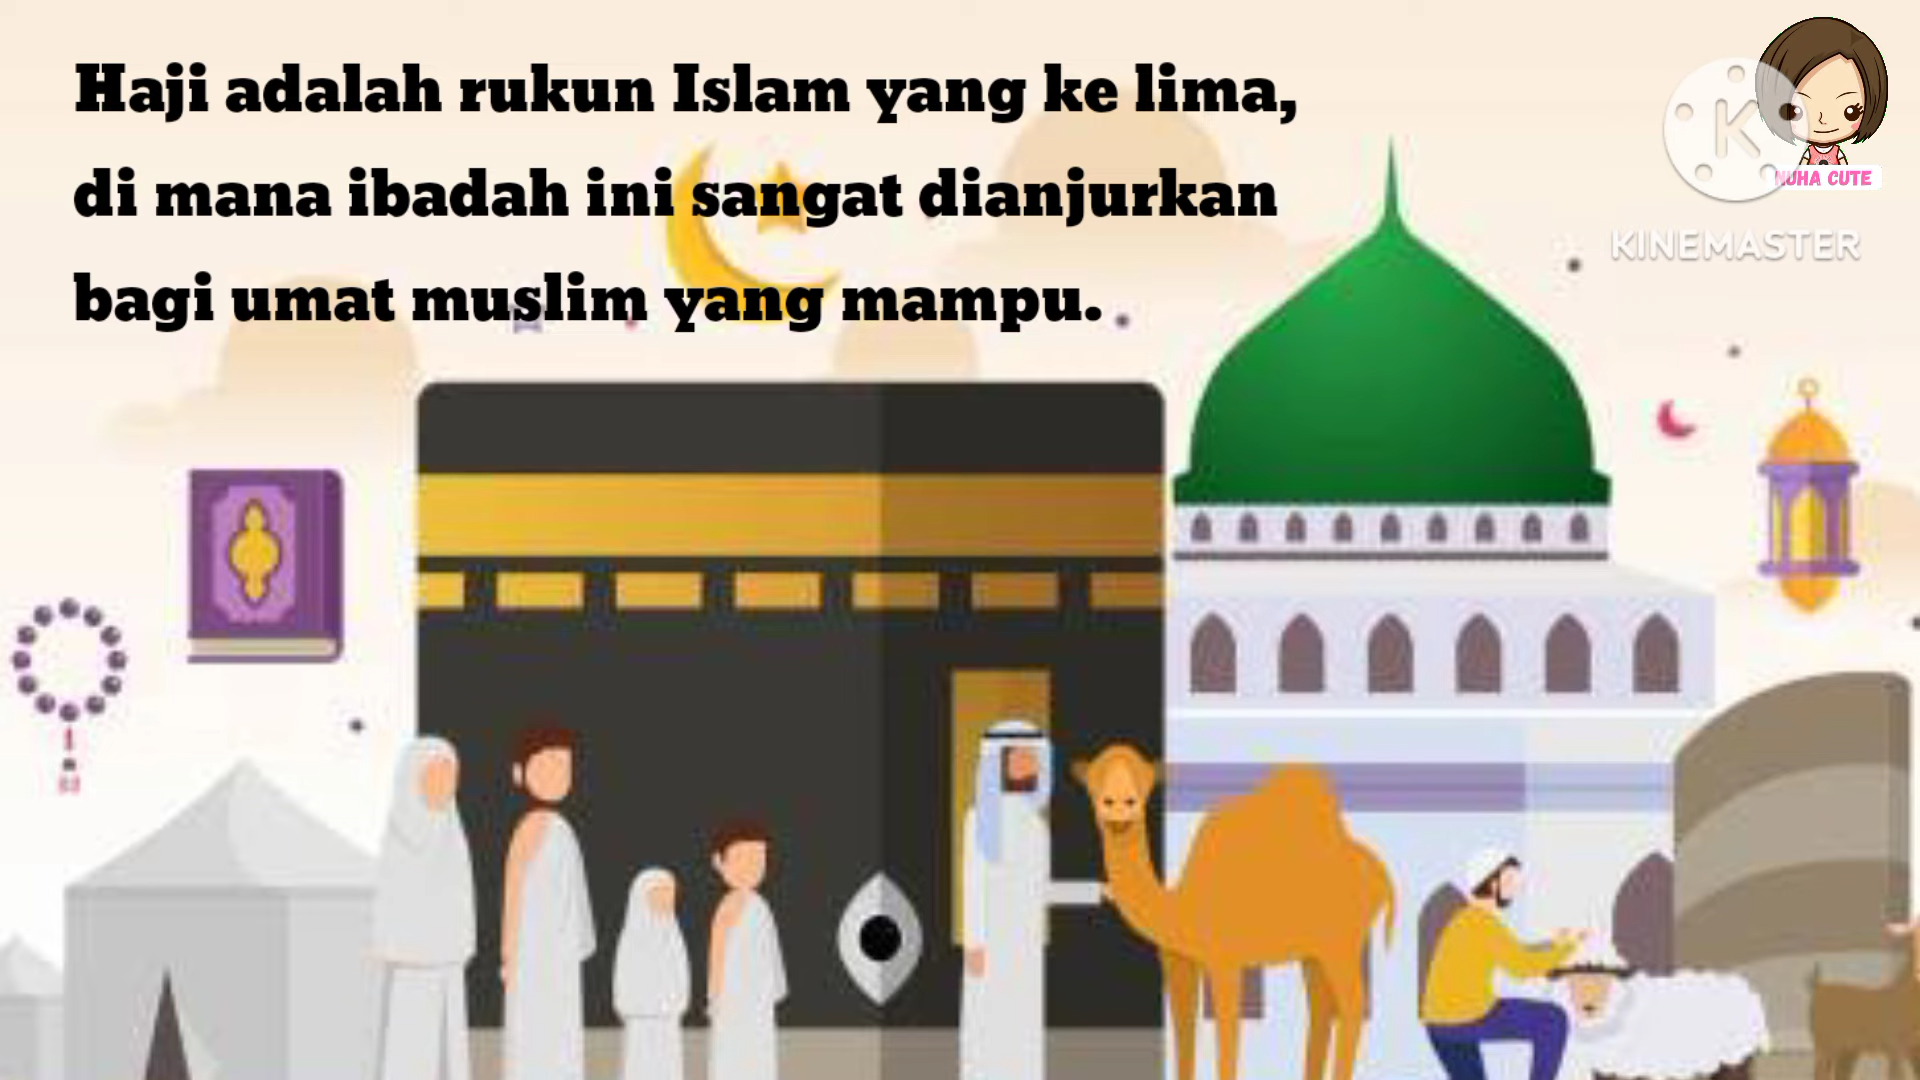 Haji adalah rukun Islam yang ke lima,
di mana ibadah ini sangat dianjurkan
bagi umat muslim yang mampu.
K
NUHA CUTE
KINEMASTER